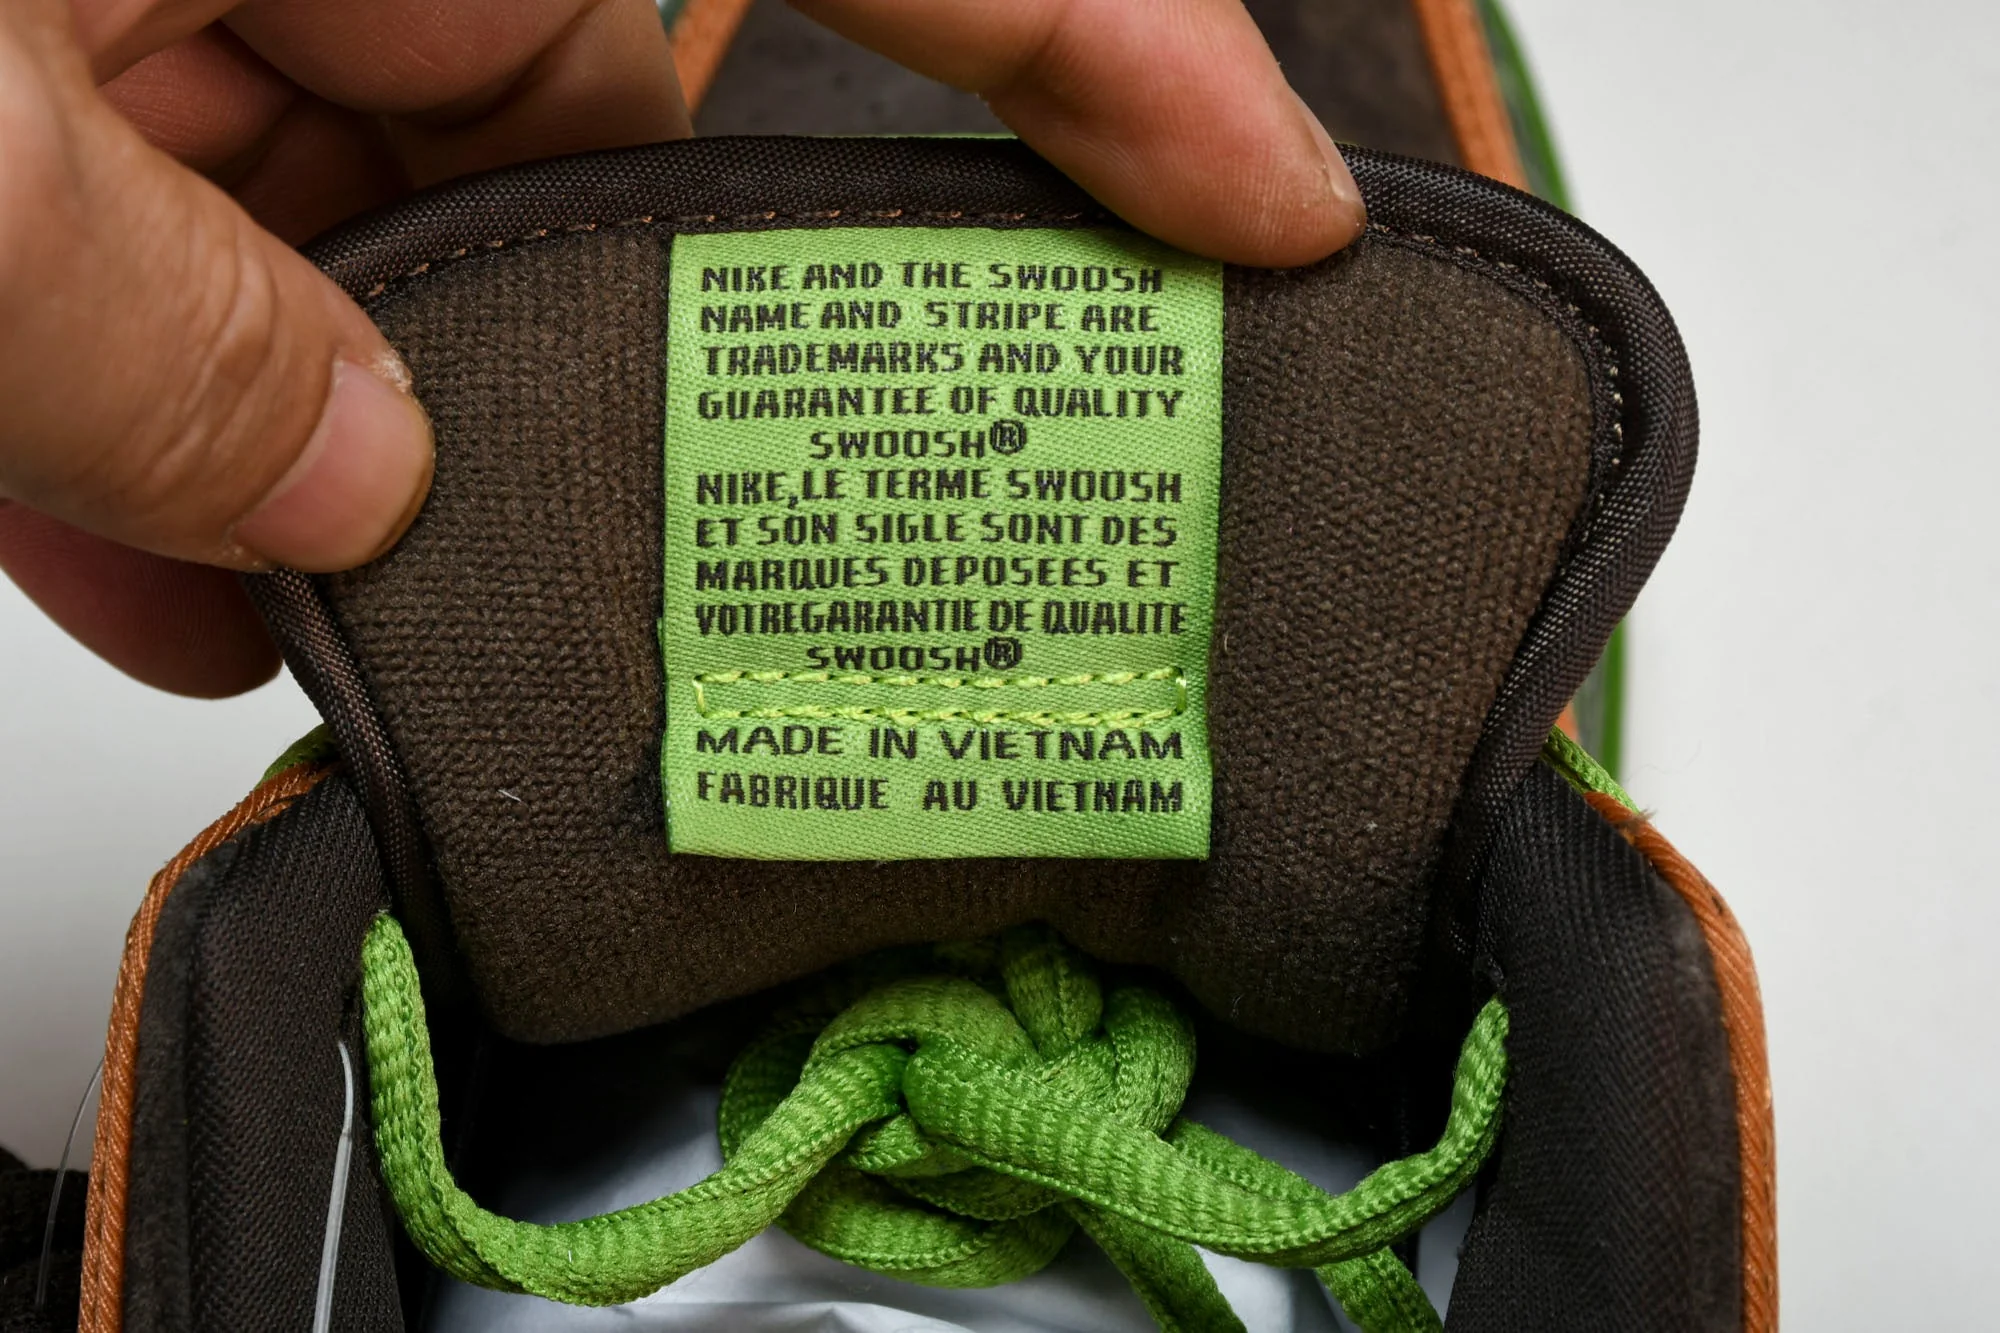 NIKE AND THE SWOOSH
NAME AND STRIPE ARE
TRADEMARKS AND YOUR
GUARANTEE OF QUALITY
SWOOSH®
NIKE,LE TERME SWOOSH
ET SON SIGLE SONT DES
MARQUES DEPOSEES ET
VOTREGARANTIE DE QUALITE
SWOOSH®
MADE IN VIETNAM
FABRIQUE AU VIETNAM